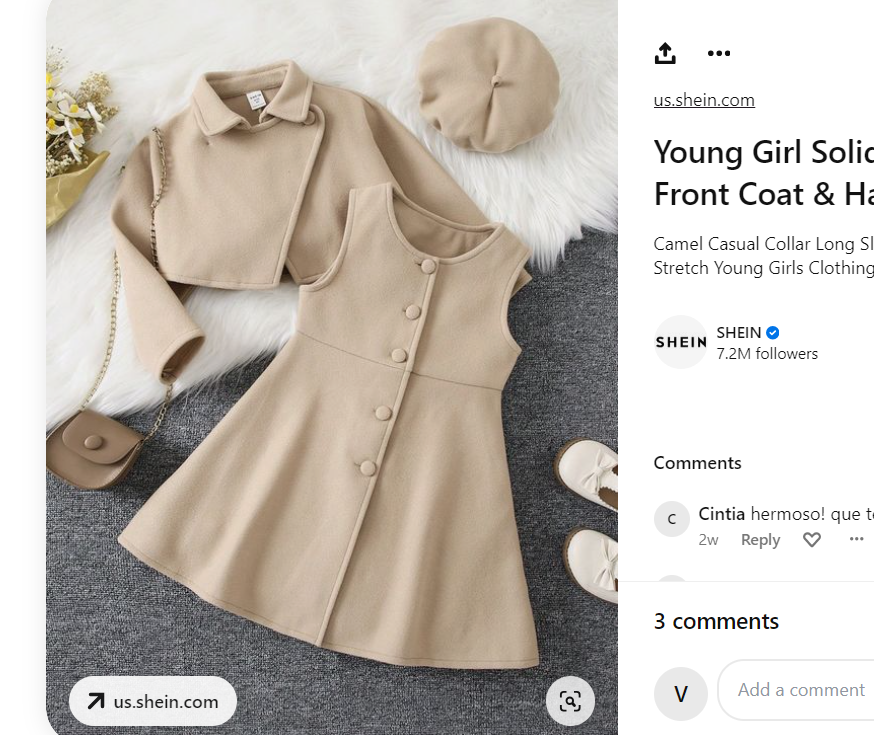 us.shein.com
Young Girl Solid
Front Coat & Ha
Camel Casual Collar Long Sl
Stretch Young Girls Clothing
SHEIN
SHEIN
7.2M followers
Comments
C
Cintia hermoso! que te
2w Reply
3 comments
V
Add a comment
us.shein.com